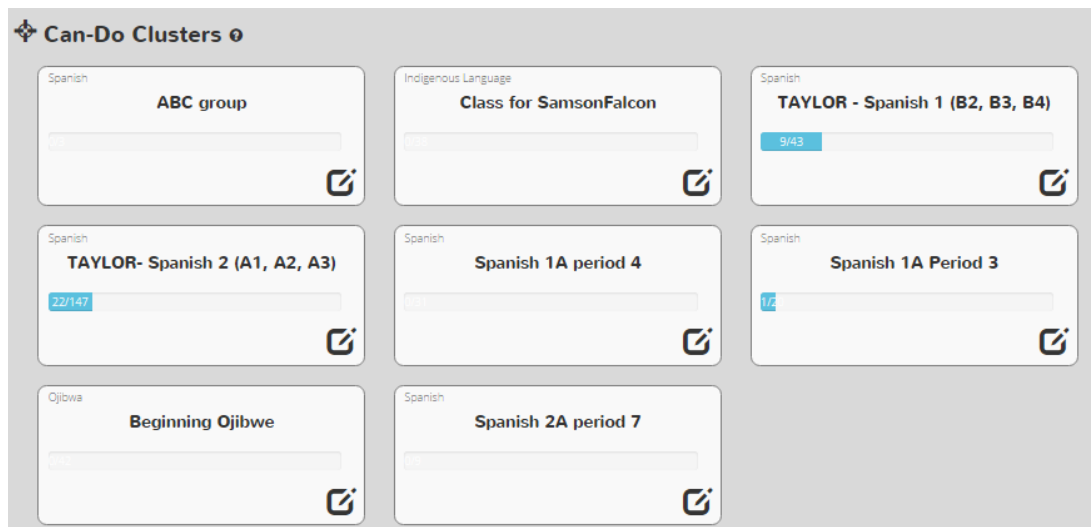 Can-Do Clusters
Spanish
ABC group
Indigenous Language
Class for SamsonFalcon
Spanish
TAYLOR - Spanish 1 (B2, B3, B4)
9/43
Spanish
TAYLOR- Spanish 2 (A1, A2, A3)
22/147
Spanish
Spanish 1A period 4
Spanish
Spanish 1A Period 3
Ojibwa
Beginning Ojibwe
Spanish
Spanish 2A period 7